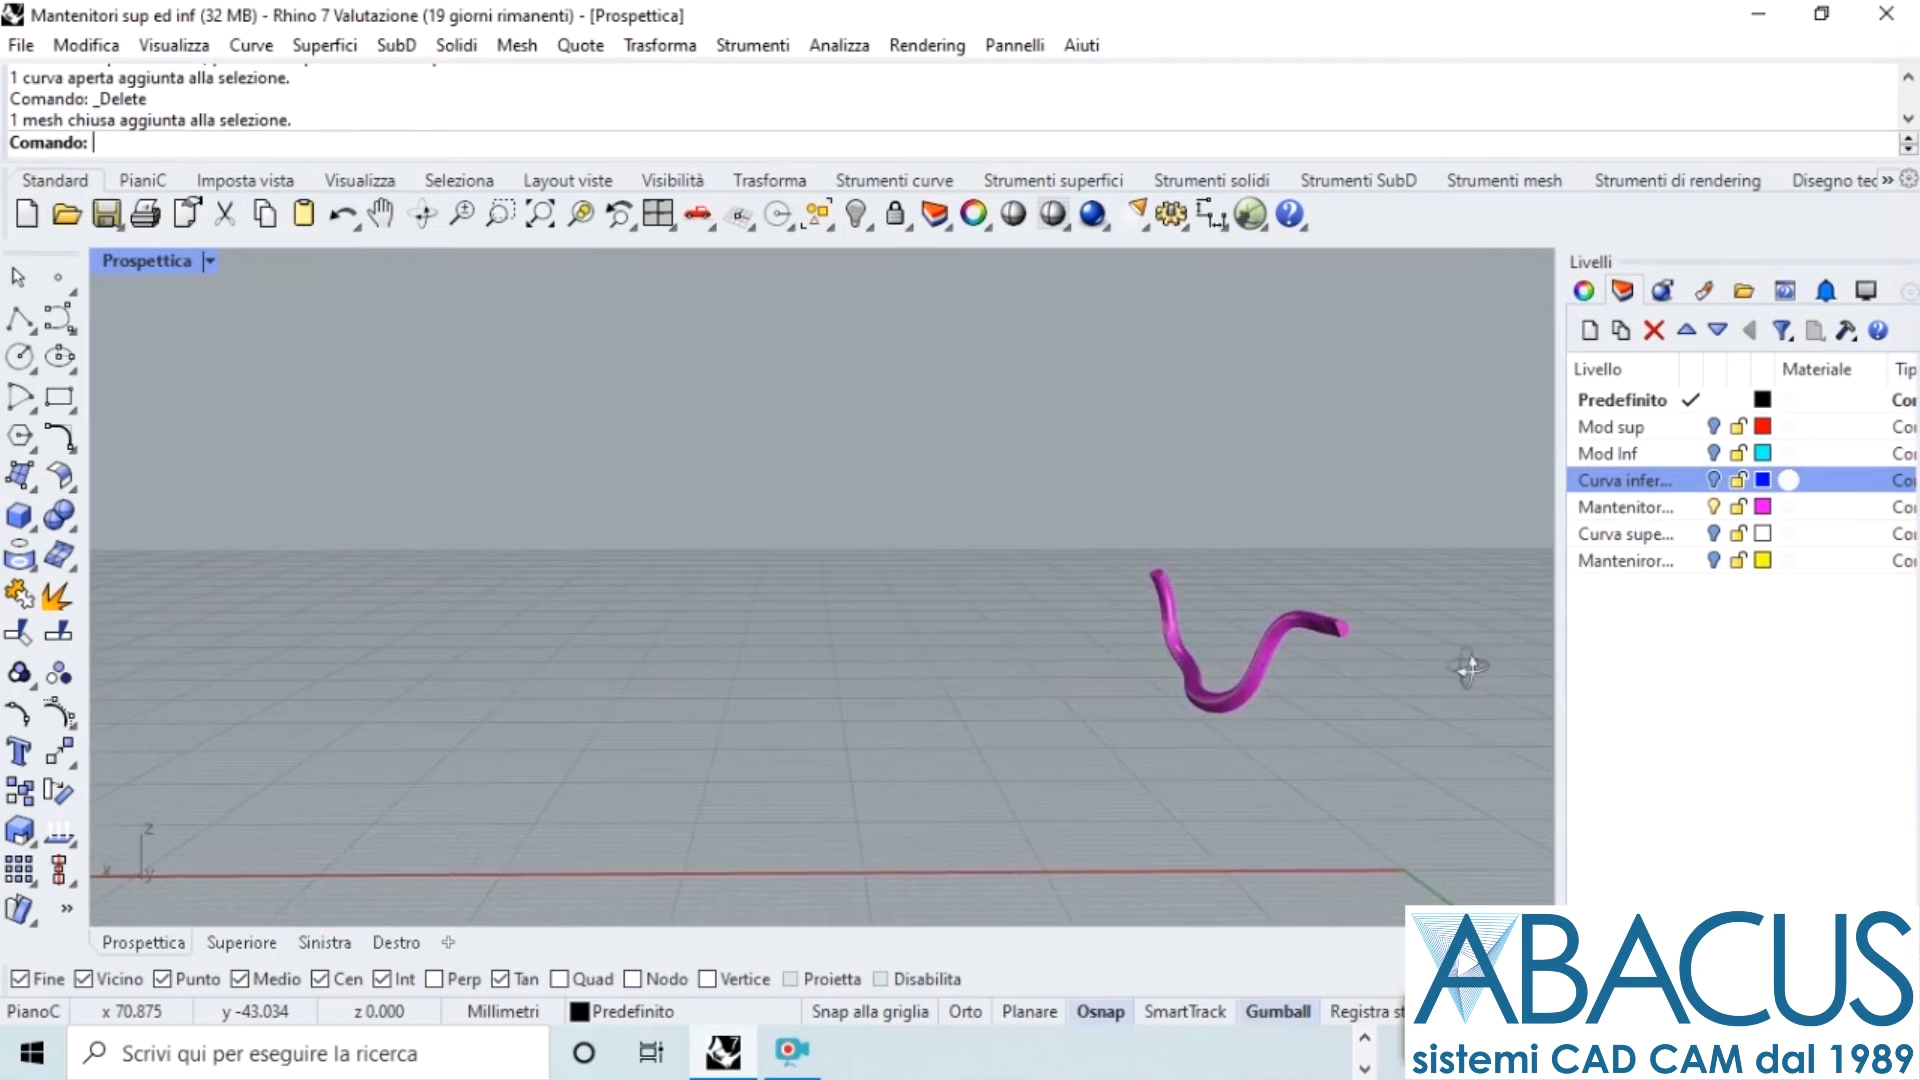 Mantenitori sup ed inf (32 MB) - Rhino 7 Valutazione (19 giorni rimanenti) - [Prospettica]
File Modifica Visualizza Curve Superfici SubD Solidi Mesh Quote Trasforma Strumenti Analizza Rendering Pannelli Aiuti
1 curva aperta aggiunta alla selezione.
Comando: _Delete
1 mesh chiusa aggiunta alla selezione.
Comando:
Standard PianiC Imposta vista Visualizza Seleziona Layout viste Visibilità Trasforma Strumenti curve Strumenti superfici Strumenti solidi Strumenti SubD Strumenti mesh Strumenti di rendering Disegno tec »
Prospettica
Livelli
Livello Materiale Tip
Predefinito Con
Mod sup
Mod Inf
Curva infer...
Mantenitor...
Curva supe...
Manteniror...
z
x y
Prospettica Superiore Sinistra Destro
Fine Vicino Punto Medio Cen Int Perp Tan Quad Nodo Vertice Proietta Disabilita
PianoC x 70.875 y -43.034 z 0.000 Millimetri Predefinito Snap alla griglia Orto Planare Osnap SmartTrack Gumball Registra st
Scrivi qui per eseguire la ricerca
ABACUS
sistemi CAD CAM dal 1989